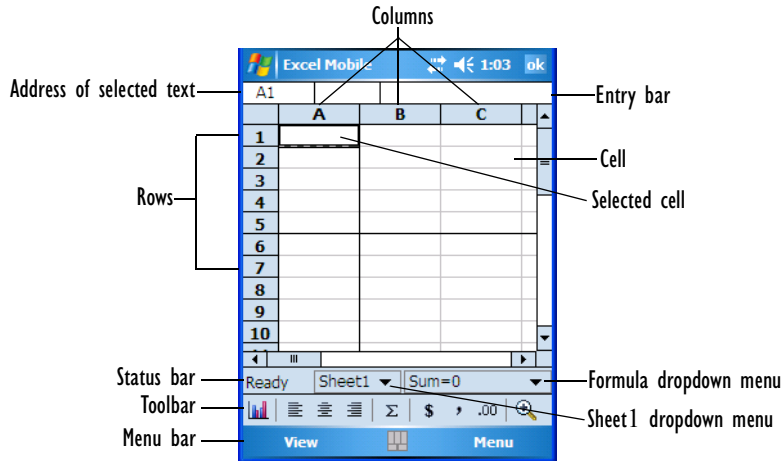 Columns
Excel Mobile 1:03 ok
Address of selected text
A1
Entry bar
A B C
1
2
3
4
5
6
7
8
9
10
Cell
Selected cell
Rows
Status bar
Ready Sheet1 Sum=0
Formula dropdown menu
Toolbar
Σ $ , .00
Sheet1 dropdown menu
Menu bar
View Menu